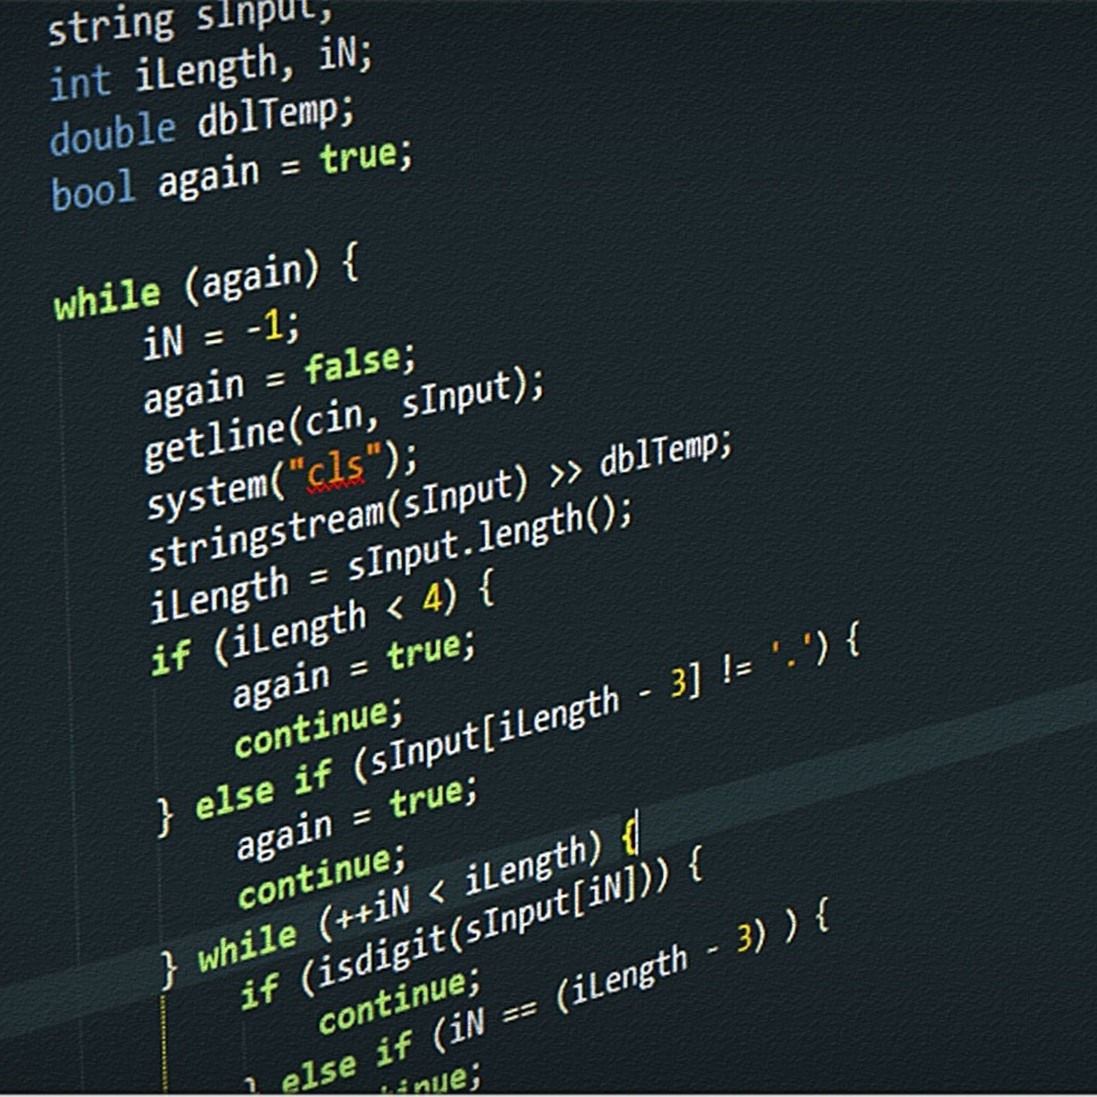 string sInput;
int iLength, iN;
double dblTemp;
bool again = true;
while (again) {
iN = -1;
again = false;
getline(cin, sInput);
system("cls");
stringstream(sInput) >> dblTemp;
iLength = sInput.length();
if (iLength < 4) {
again = true;
continue;
} else if (sInput[iLength - 3] != '.') {
again = true;
continue;
} while (++iN < iLength) {
if (isdigit(sInput[iN])) {
continue;
} else if (iN == (iLength - 3) ) {